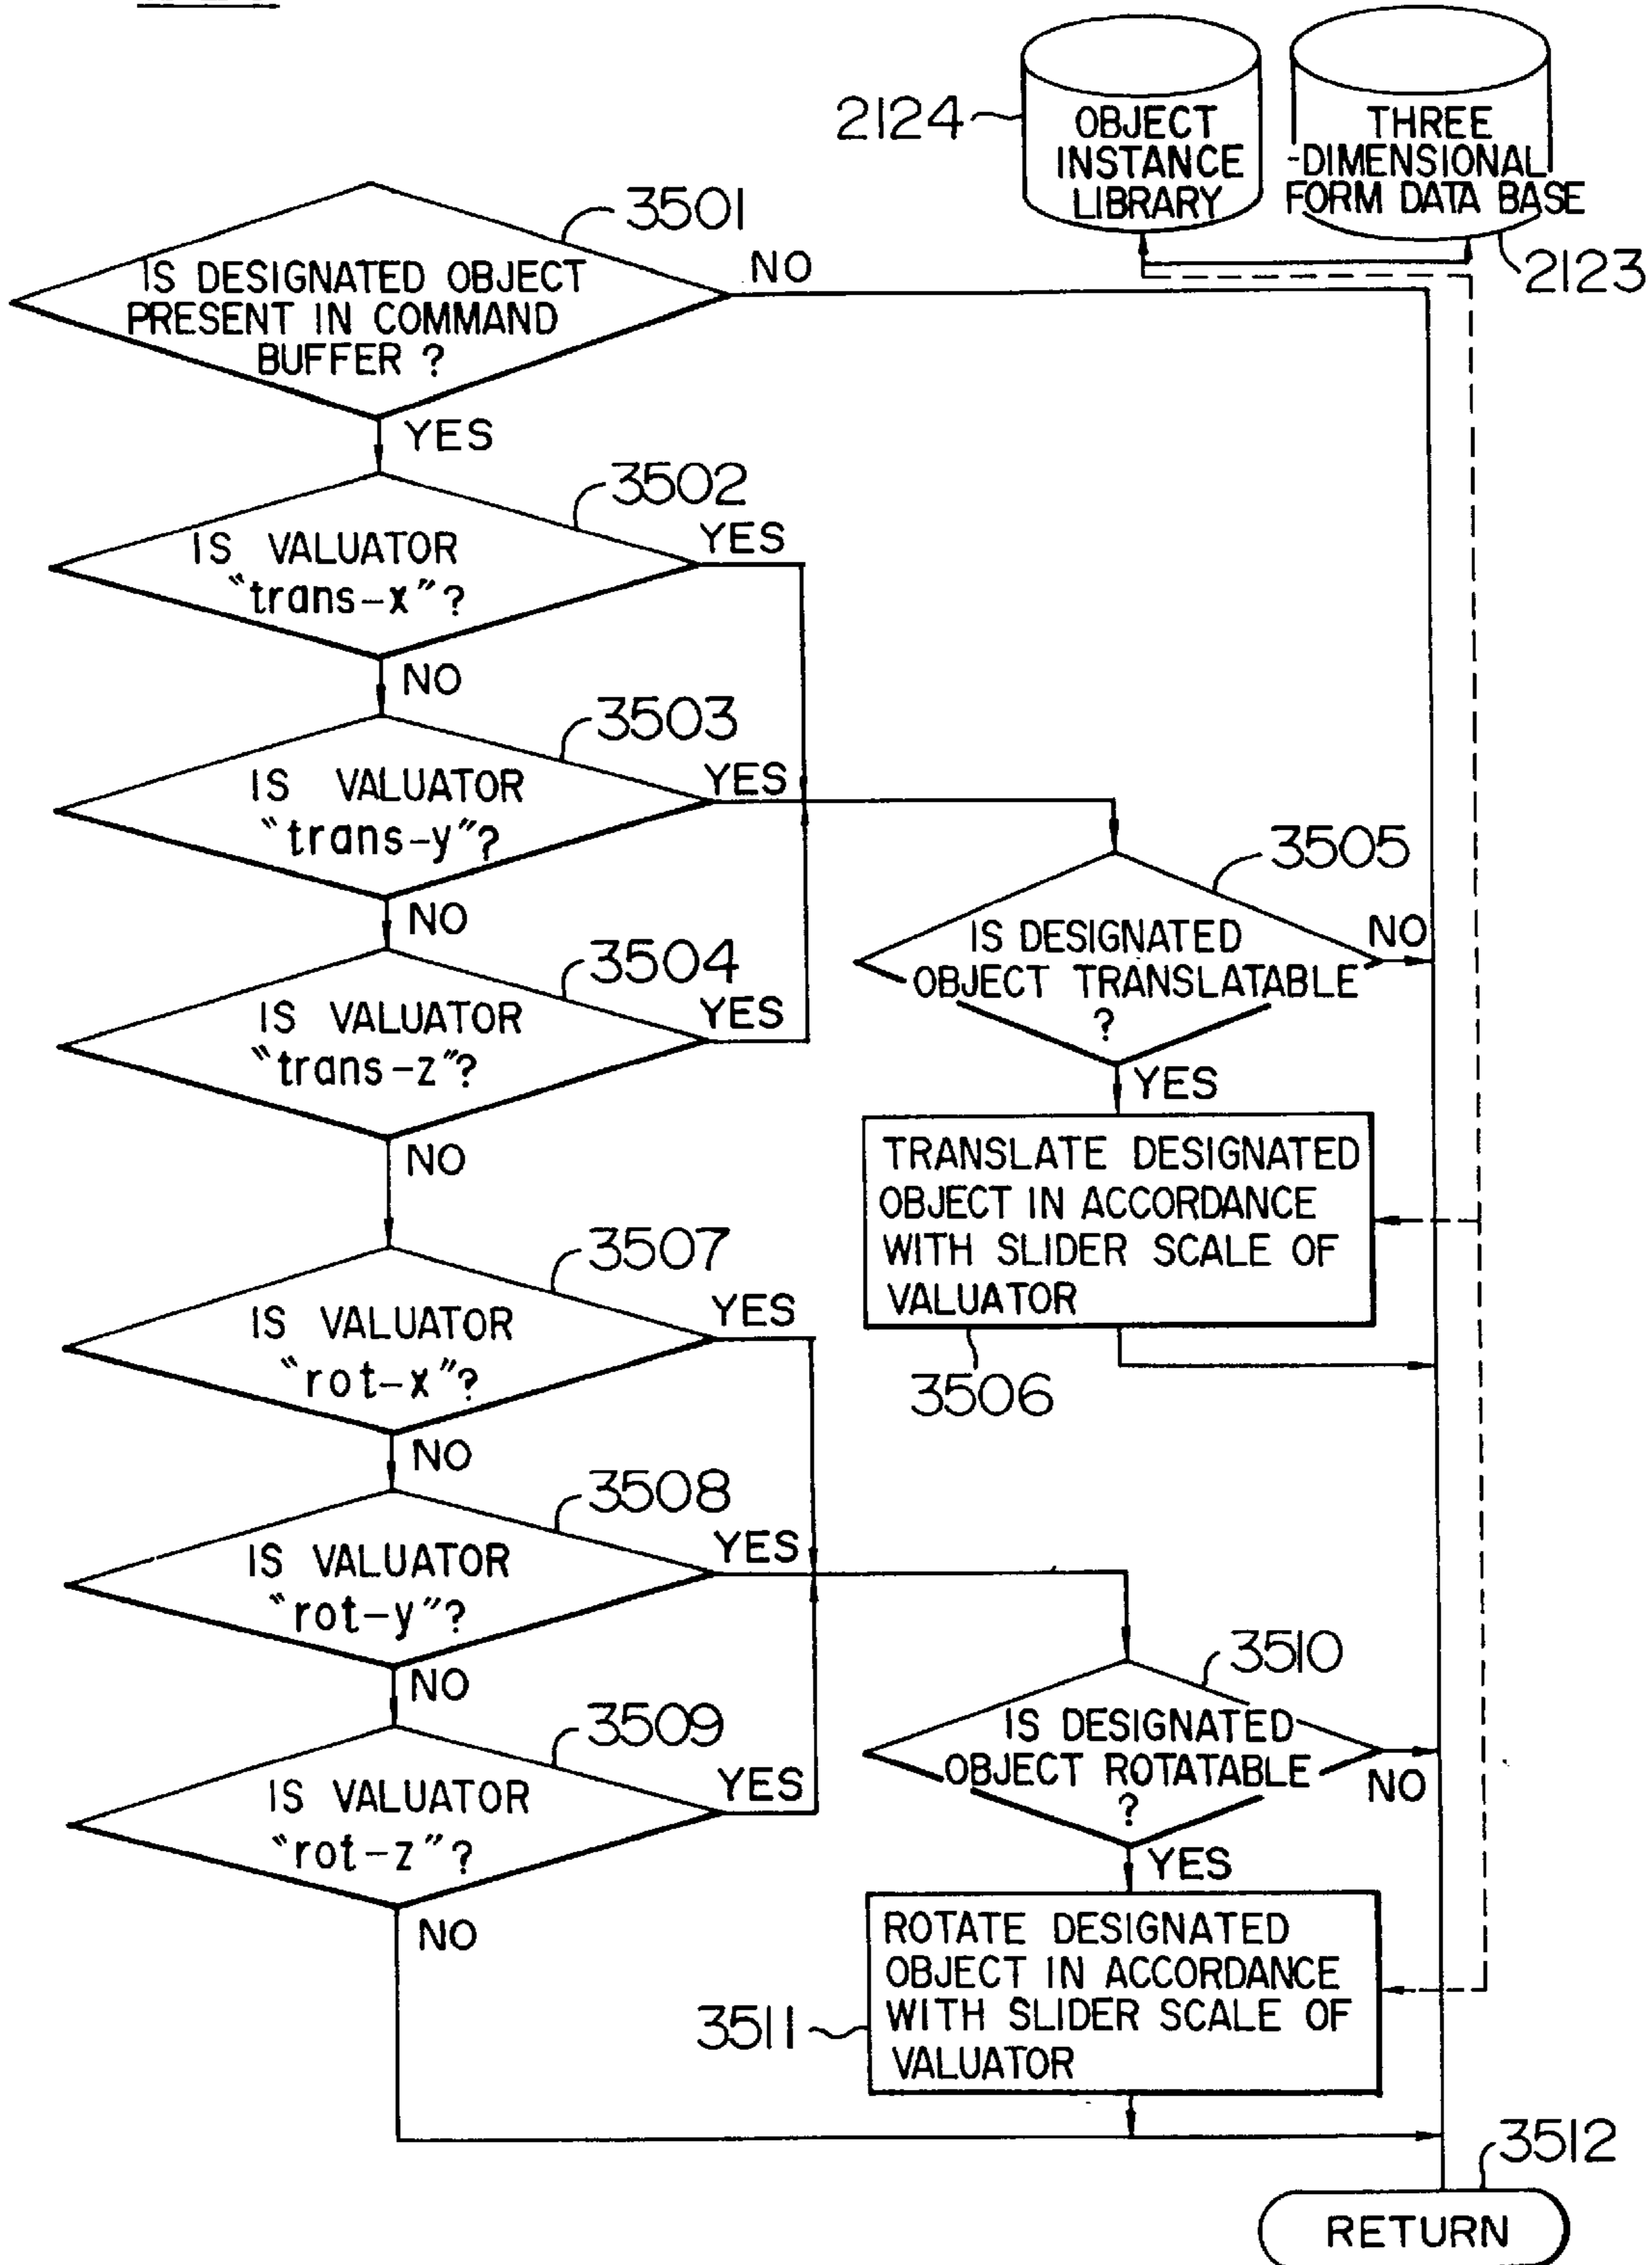 2124
OBJECT
INSTANCE
LIBRARY
THREE
-DIMENSIONAL
FORM DATA BASE
2123
3501
IS DESIGNATED OBJECT
PRESENT IN COMMAND
BUFFER ?
NO
YES
3502
IS VALUATOR
"trans-x"?
YES
NO
3503
IS VALUATOR
"trans-y"?
YES
NO
3504
IS VALUATOR
"trans-z"?
YES
NO
3505
IS DESIGNATED
OBJECT TRANSLATABLE
?
NO
YES
TRANSLATE DESIGNATED
OBJECT IN ACCORDANCE
WITH SLIDER SCALE OF
VALUATOR
3506
3507
IS VALUATOR
"rot-x"?
YES
NO
3508
IS VALUATOR
"rot-y"?
YES
NO
3509
IS VALUATOR
"rot-z"?
YES
NO
3510
IS DESIGNATED
OBJECT ROTATABLE
?
NO
YES
ROTATE DESIGNATED
OBJECT IN ACCORDANCE
WITH SLIDER SCALE OF
VALUATOR
3511
3512
RETURN